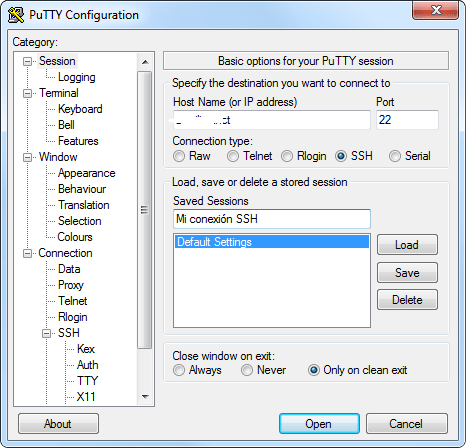 PuTTY Configuration
Category:
Session
Logging
Terminal
Keyboard
Bell
Features
Window
Appearance
Behaviour
Translation
Selection
Colours
Connection
Data
Proxy
Telnet
Rlogin
SSH
Kex
Auth
TTY
X11
Basic options for your PuTTY session
Specify the destination you want to connect to
Host Name (or IP address) Port
22
Connection type:
Raw Telnet Rlogin SSH Serial
Load, save or delete a stored session
Saved Sessions
Mi conexión SSH
Default Settings
Load
Save
Delete
Close window on exit:
Always Never Only on clean exit
About Open Cancel